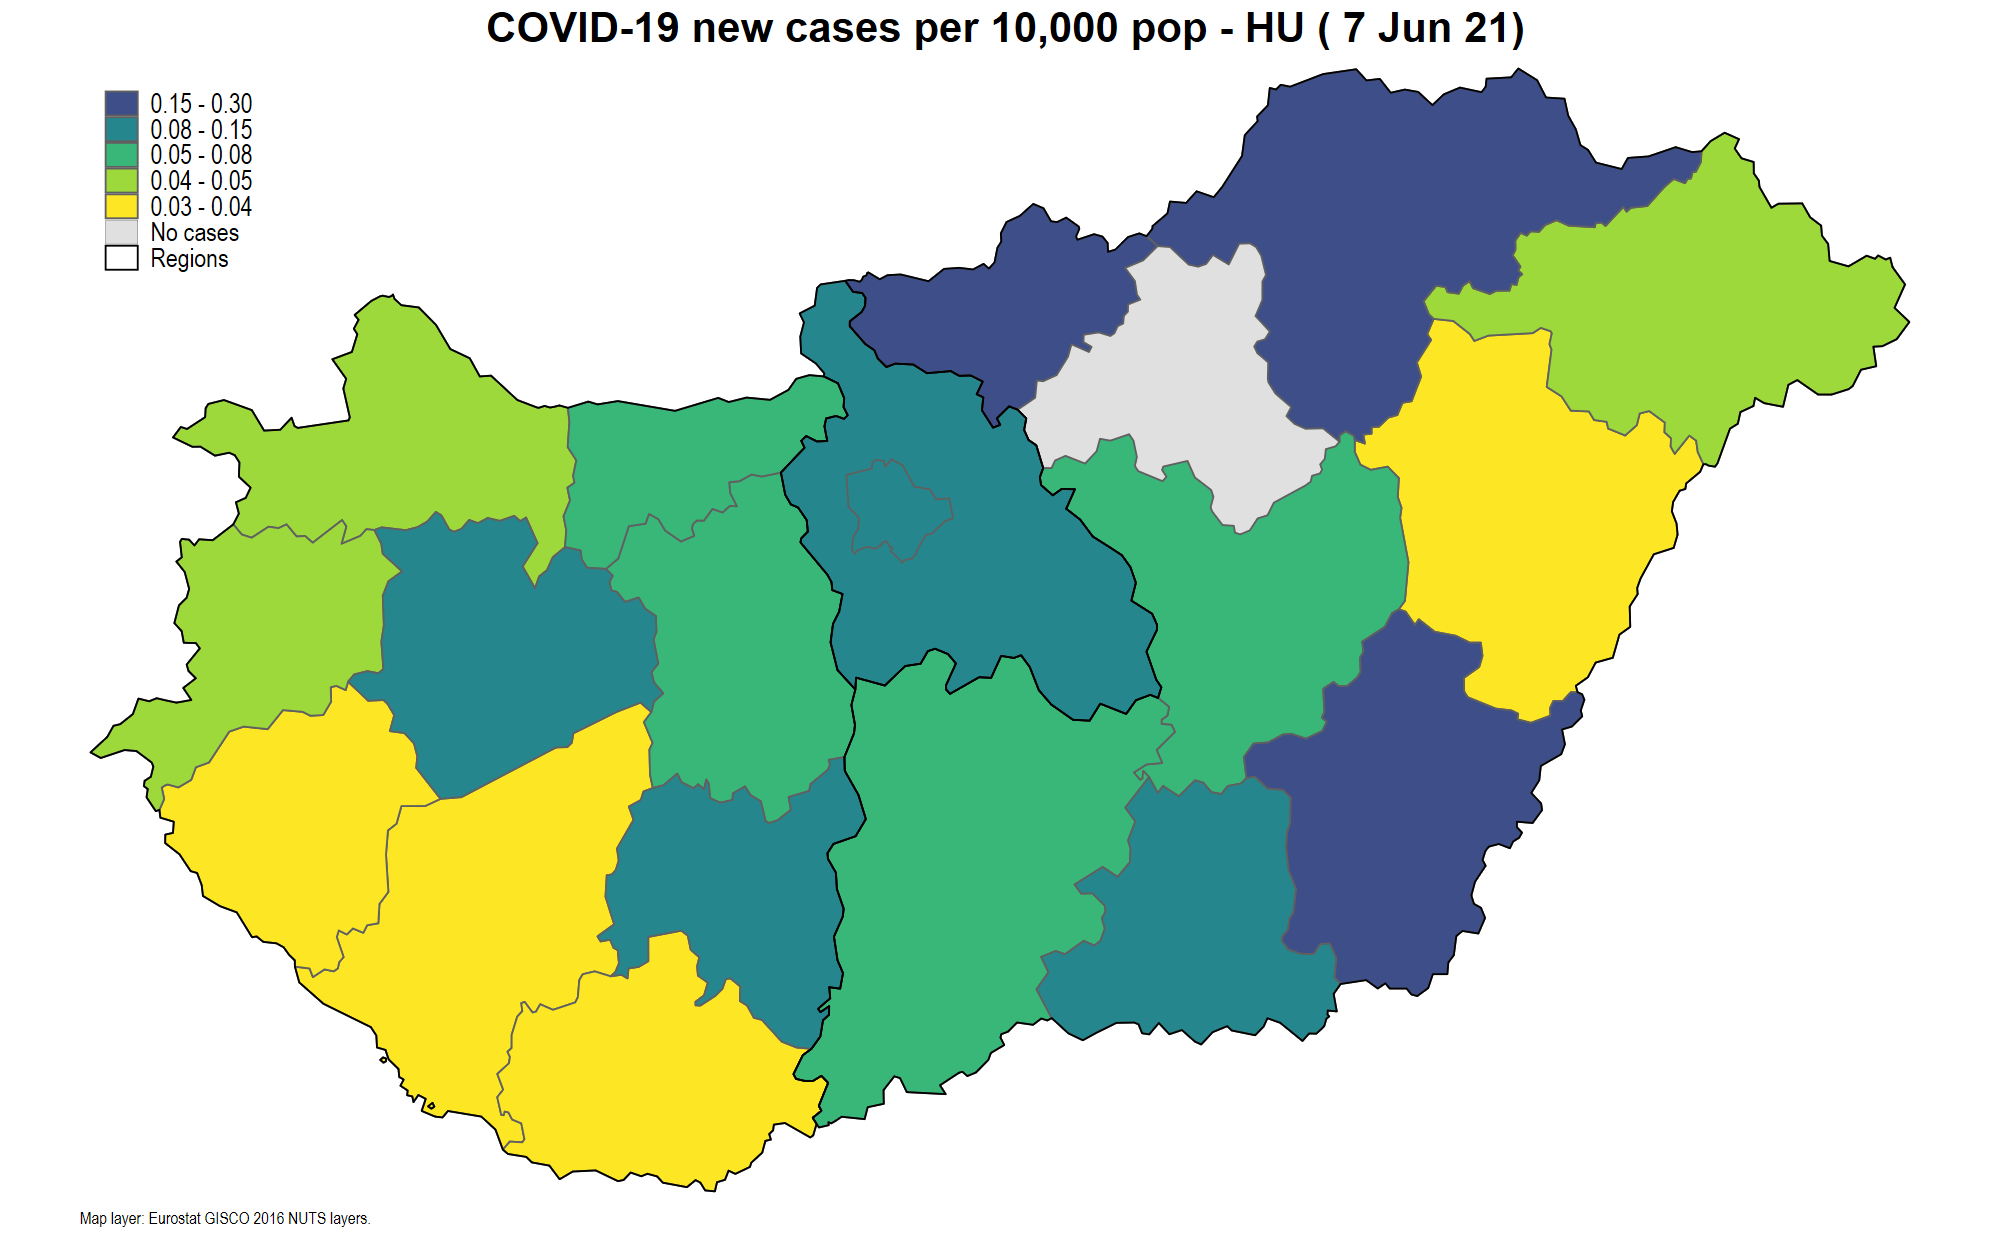 COVID-19 new cases per 10,000 pop - HU ( 7 Jun 21)
0.15 - 0.30
0.08 - 0.15
0.05 - 0.08
0.04 - 0.05
0.03 - 0.04
No cases
Regions
Map layer: Eurostat GISCO 2016 NUTS layers.